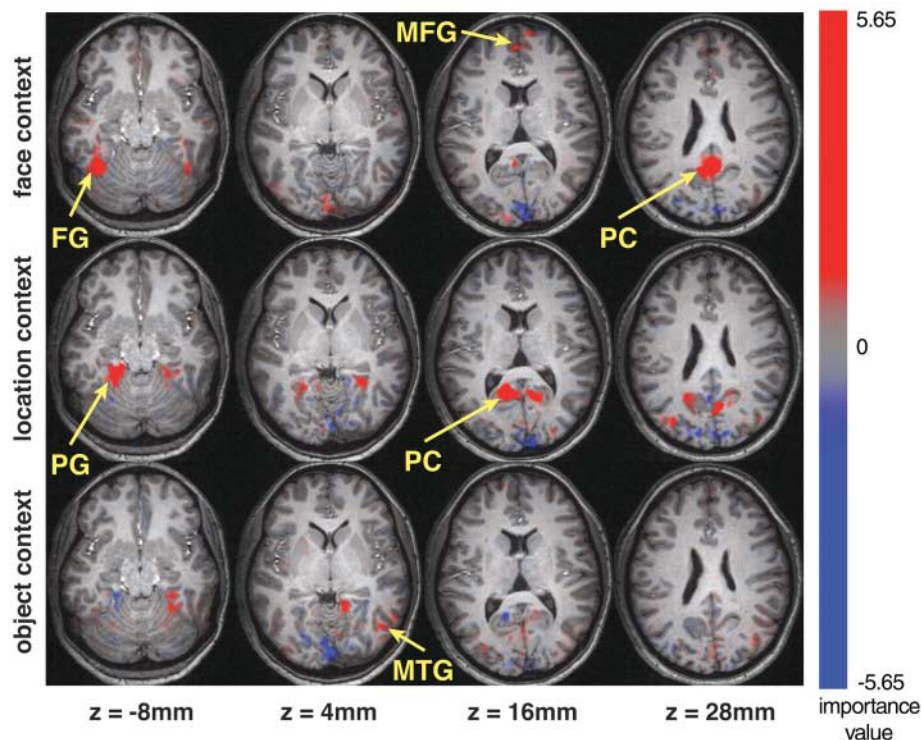 face context
MFG
FG
PC
location context
PG
PC
object context
MTG
z = -8mm
z = 4mm
z = 16mm
z = 28mm
5.65
0
-5.65
importance
value